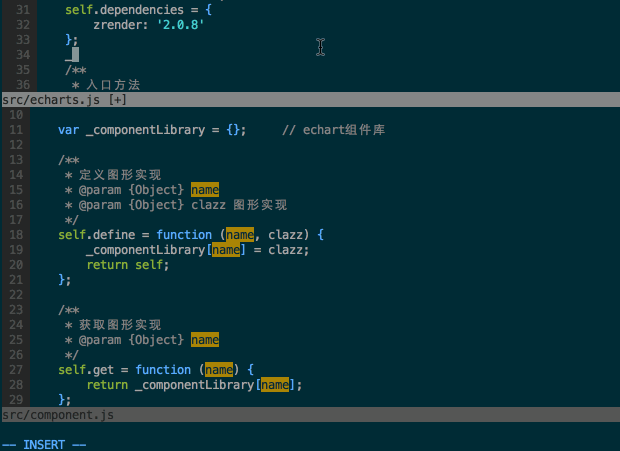 31 self.dependencies = {
32 zrender: '2.0.8'
33 };
34 _
35 /**
36 * 入口方法
src/echarts.js [+]
10
11 var _componentLibrary = {}; // echart组件库
12
13 /**
14 * 定义图形实现
15 * @param {Object} name
16 * @param {Object} clazz 图形实现
17 */
18 self.define = function (name, clazz) {
19 _componentLibrary[name] = clazz;
20 return self;
21 };
22
23 /**
24 * 获取图形实现
25 * @param {Object} name
26 */
27 self.get = function (name) {
28 return _componentLibrary[name];
29 };
src/component.js
-- INSERT --